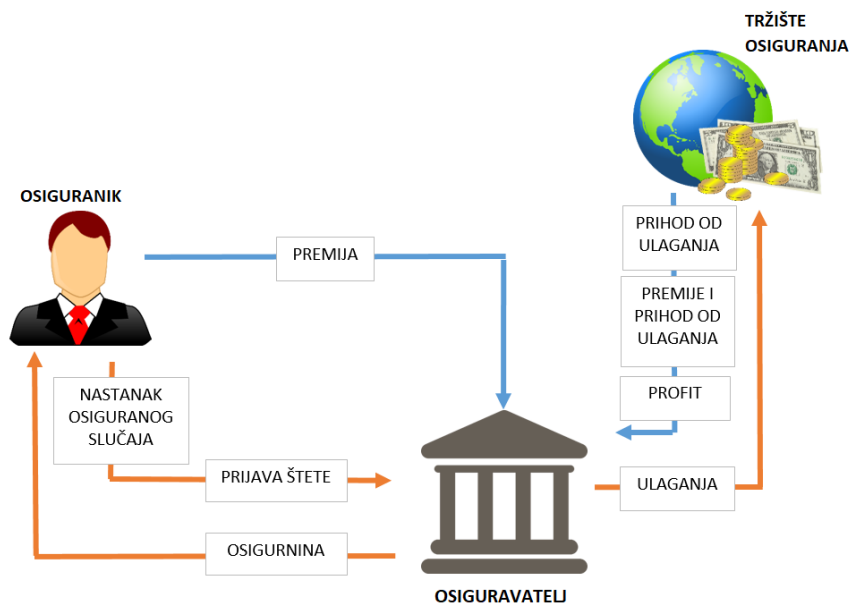 TRŽIŠTE
OSIGURANJA
OSIGURANIK
PREMIJA
PRIHOD OD
ULAGANJA
PREMIJE I
PRIHOD OD
ULAGANJA
PROFIT
NASTANAK
OSIGURANOG
SLUČAJA
PRIJAVA ŠTETE
ULAGANJA
OSIGURNINA
OSIGURAVATELJ